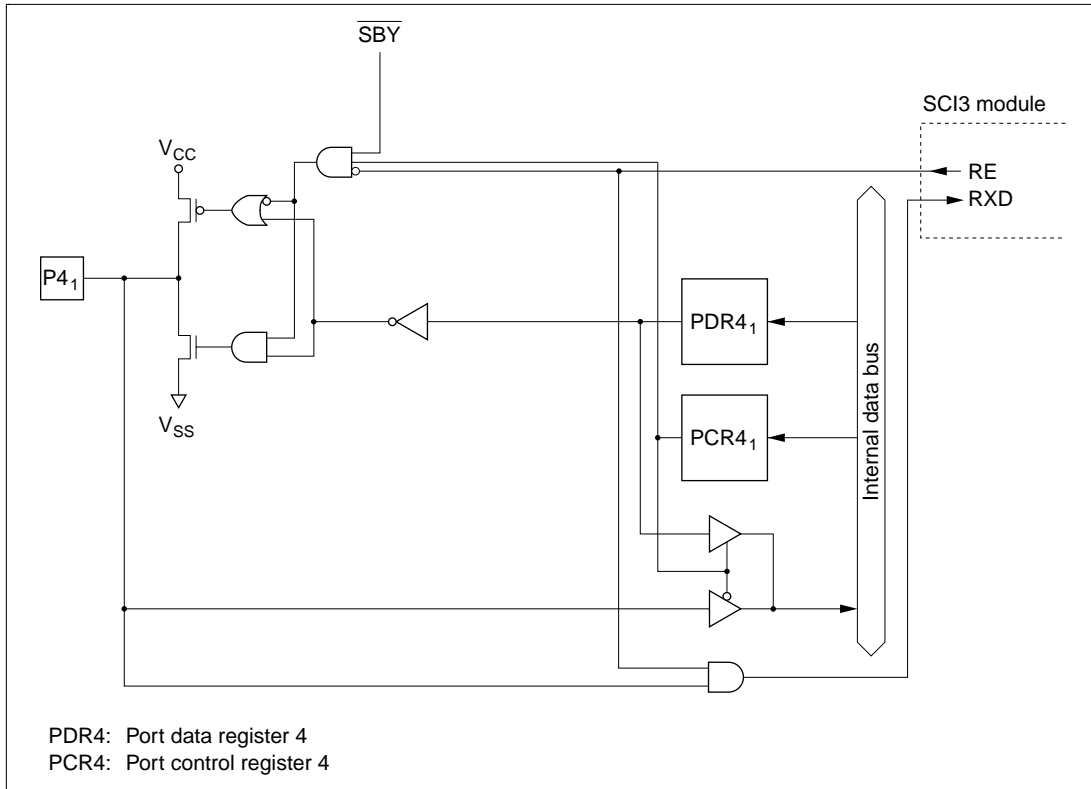 SBY
SCI3 module
VCC
RE
RXD
P41
PDR41
PCR41
Internal data bus
VSS
PDR4: Port data register 4
PCR4: Port control register 4